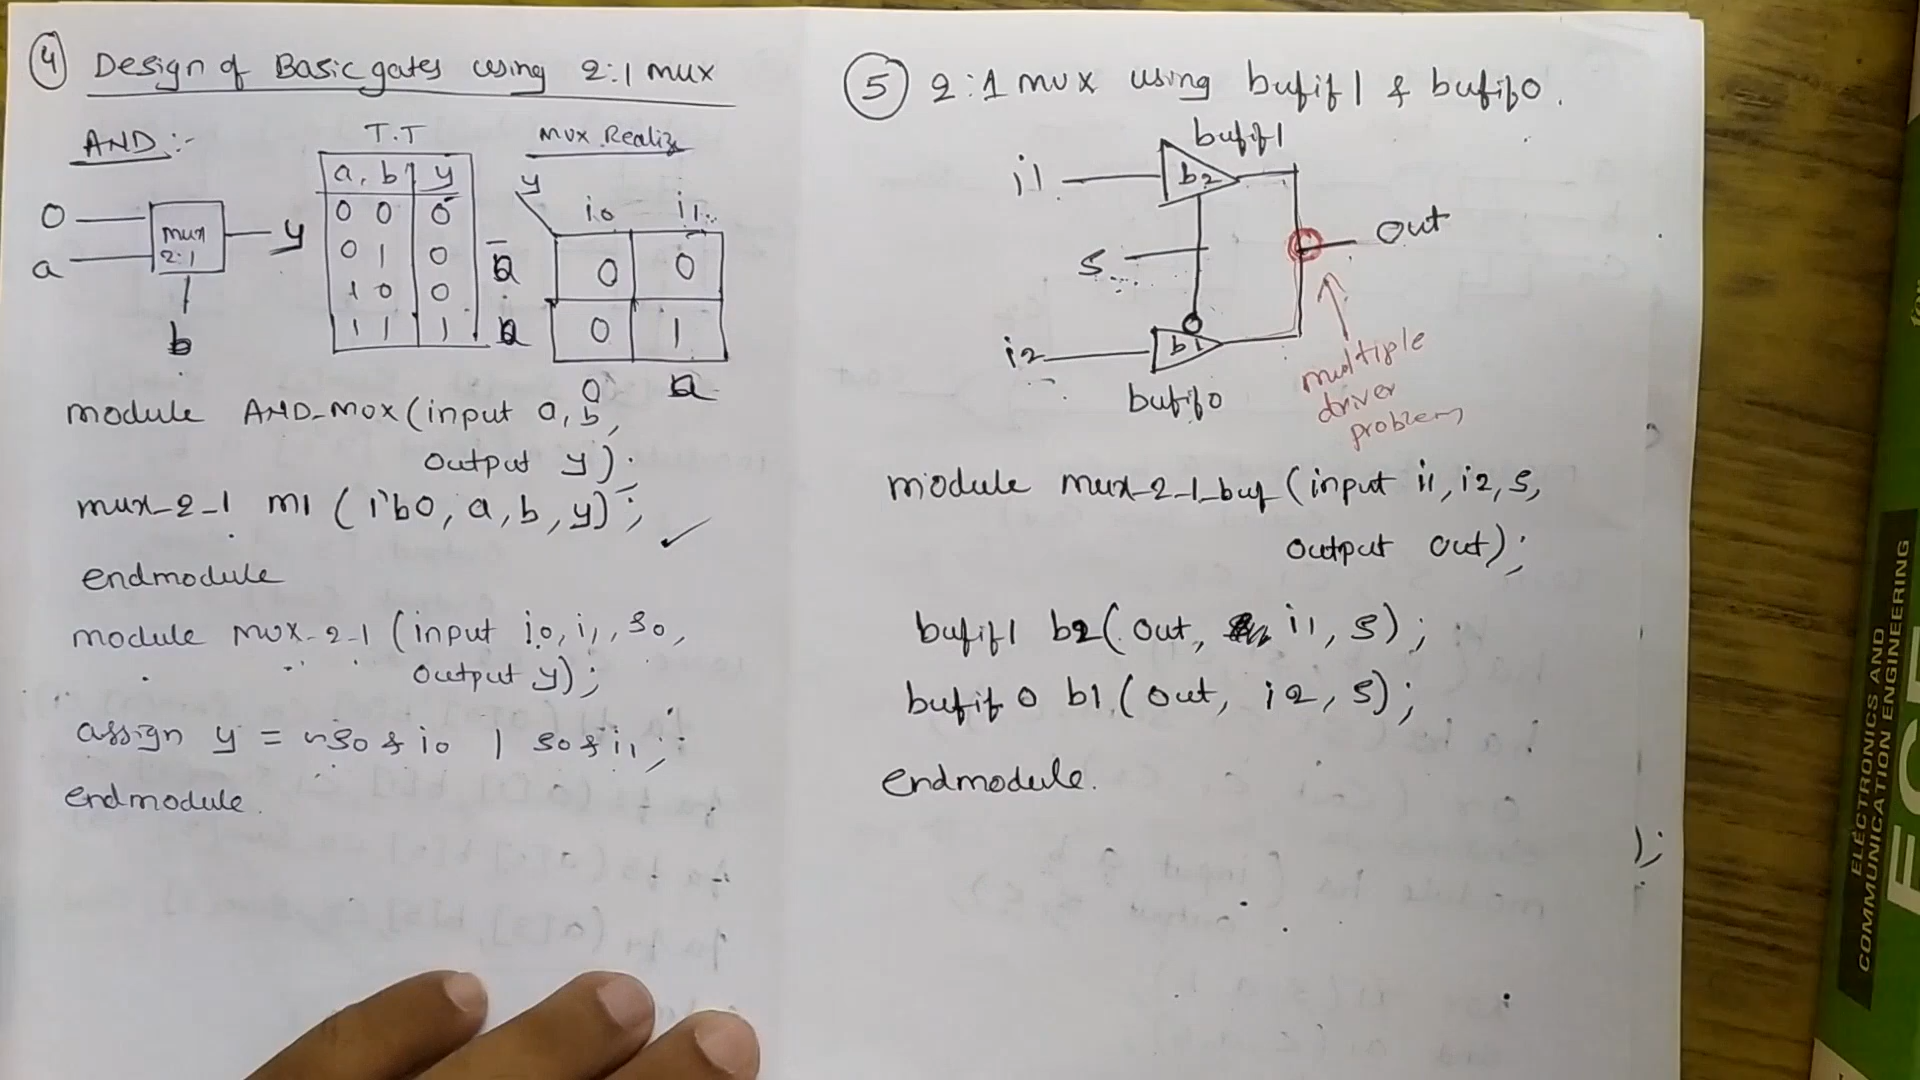 4 Design of Basic gates using 2:1 mux
AND:-
T.T
mux Realiz
0
a
mux
2:1
y
b
a, b y
0 0 0
0 1 0
1 0 0
1 1 1
y
i0 i1
a̅ 0 0
a 0 1
0 a
module AND_mox (input a, b,
output y);
mux_2_1 m1 (1'b0, a, b, y);
endmodule
module mux_2_1 (input i0, i1, s0,
output y);
assign y = ~s0 & i0 | s0 & i1;
endmodule.
5 2:1 mux using bufif1 & bufif0.
bufif1
i1
b2
out
s
i2
b1
bufif0
multiple
driver
problem
module mux_2_1_buf (input i1, i2, s,
output out);
bufif1 b2(out, i1, s);
bufif0 b1(out, i2, s);
endmodule.
);
ELECTRONICS AND
COMMUNICATION ENGINEERING